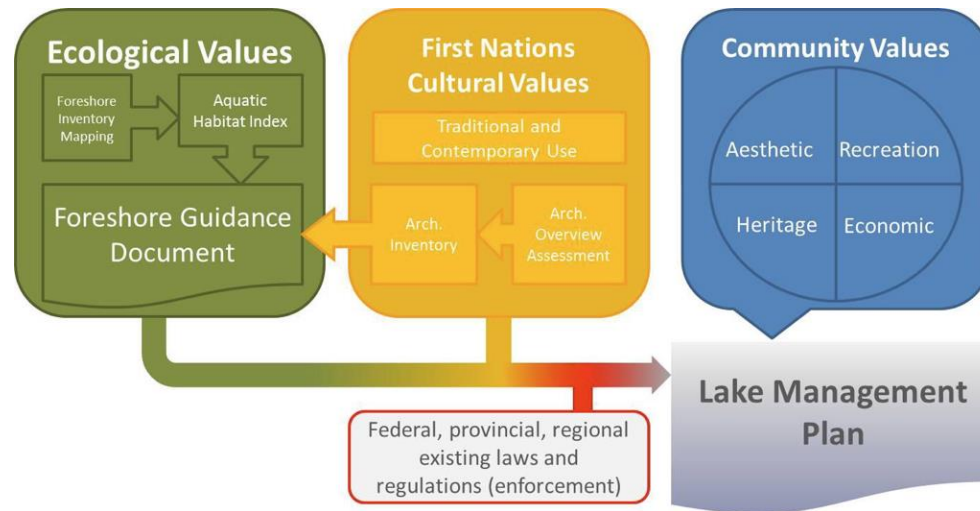 Ecological Values
Foreshore
Inventory
Mapping
Aquatic
Habitat Index
Foreshore Guidance
Document
First Nations
Cultural Values
Traditional and
Contemporary Use
Arch.
Inventory
Arch.
Overview
Assessment
Community Values
Aesthetic
Recreation
Heritage
Economic
Federal, provincial, regional
existing laws and
regulations (enforcement)
Lake Management
Plan